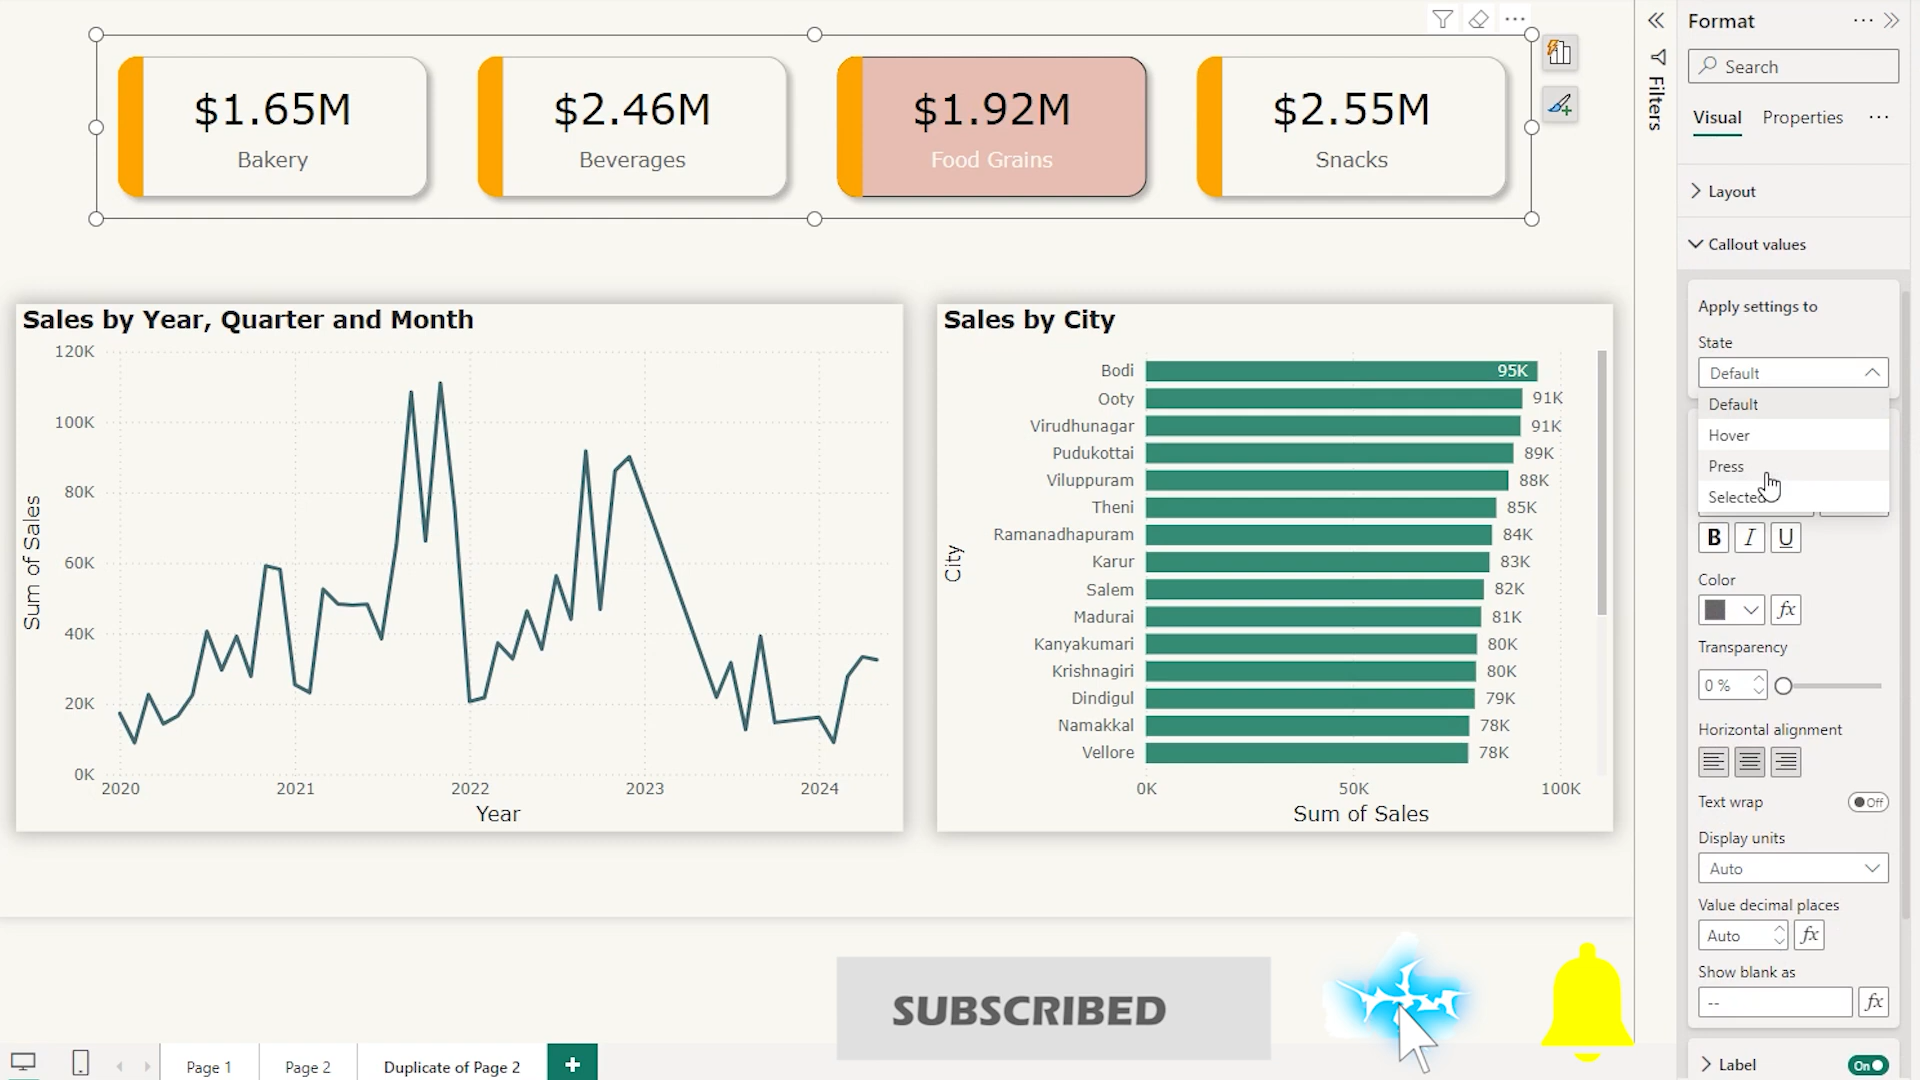 $1.65M
Bakery
$2.46M
Beverages
$1.92M
Food Grains
$2.55M
Snacks
Sales by Year, Quarter and Month
Sum of Sales
120K
100K
80K
60K
40K
20K
0K
2020
2021
2022
2023
2024
Year
Sales by City
City
Bodi
95K
Ooty
91K
Virudhunagar
91K
Pudukottai
89K
Viluppuram
88K
Theni
85K
Ramanadhapuram
84K
Karur
83K
Salem
82K
Madurai
81K
Kanyakumari
80K
Krishnagiri
80K
Dindigul
79K
Namakkal
78K
Vellore
78K
0K
50K
100K
Sum of Sales
Filters
Format
Search
Visual
Properties
Layout
Callout values
Apply settings to
State
Default
Default
Hover
Press
Selected
B
I
U
Color
fx
Transparency
0 %
Horizontal alignment
Text wrap
Off
Display units
Auto
Value decimal places
Auto
fx
Show blank as
--
fx
Label
On
SUBSCRIBED
Page 1
Page 2
Duplicate of Page 2
+